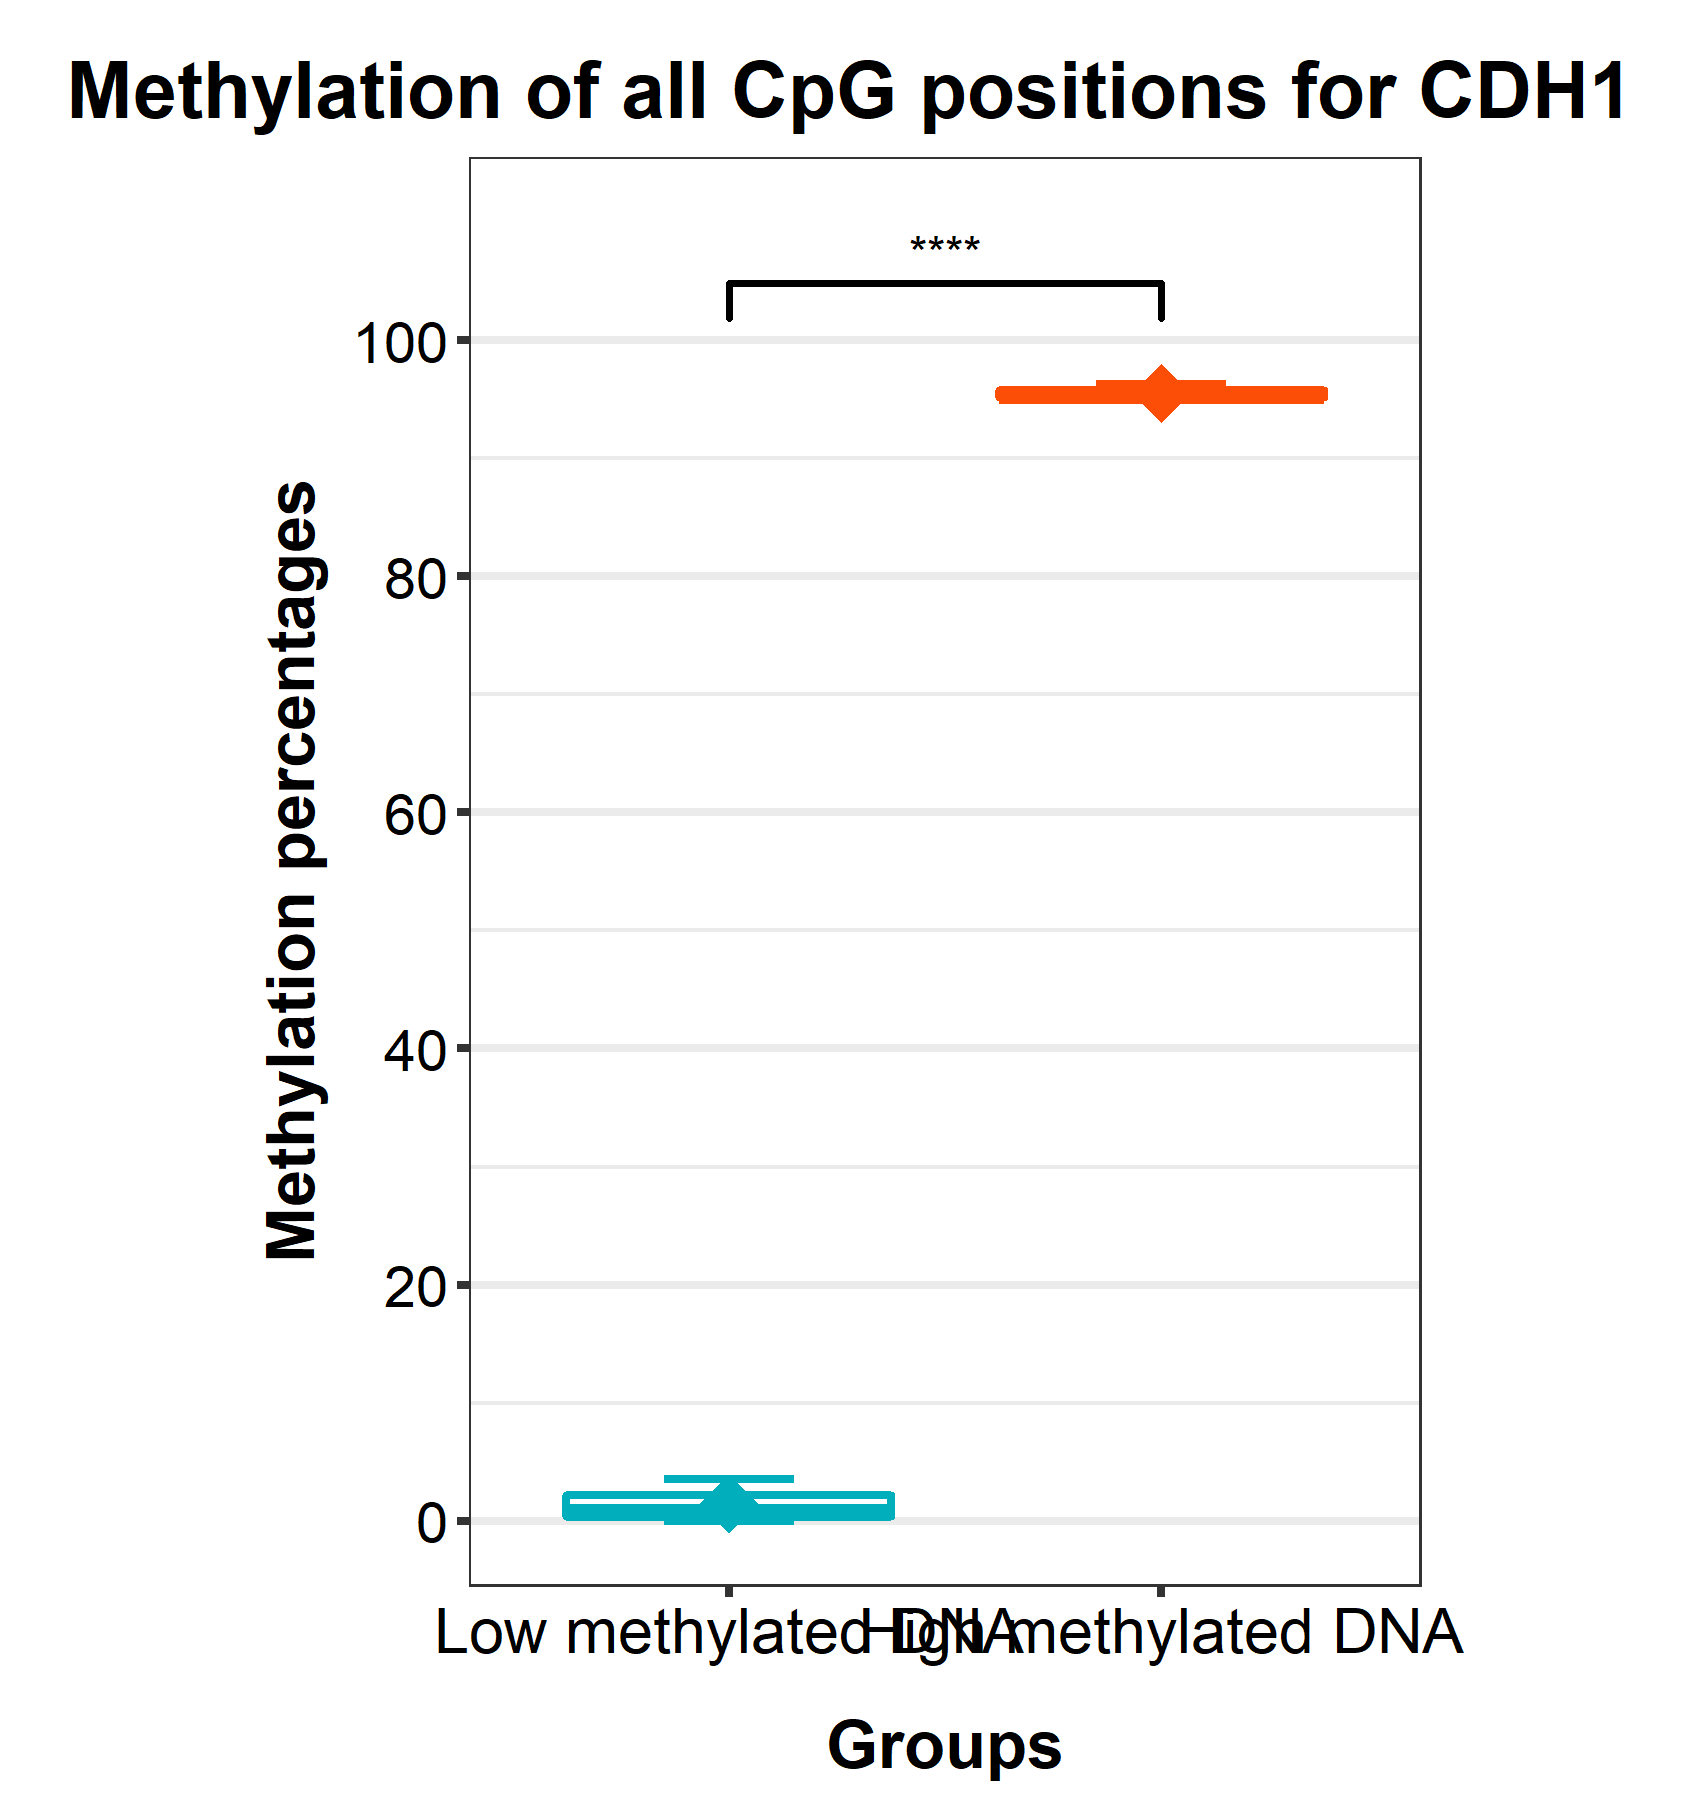 Methylation of all CpG positions for CDH1
****
Methylation percentages
100
80
60
40
20
0
Low methylated DNA
High methylated DNA
Groups